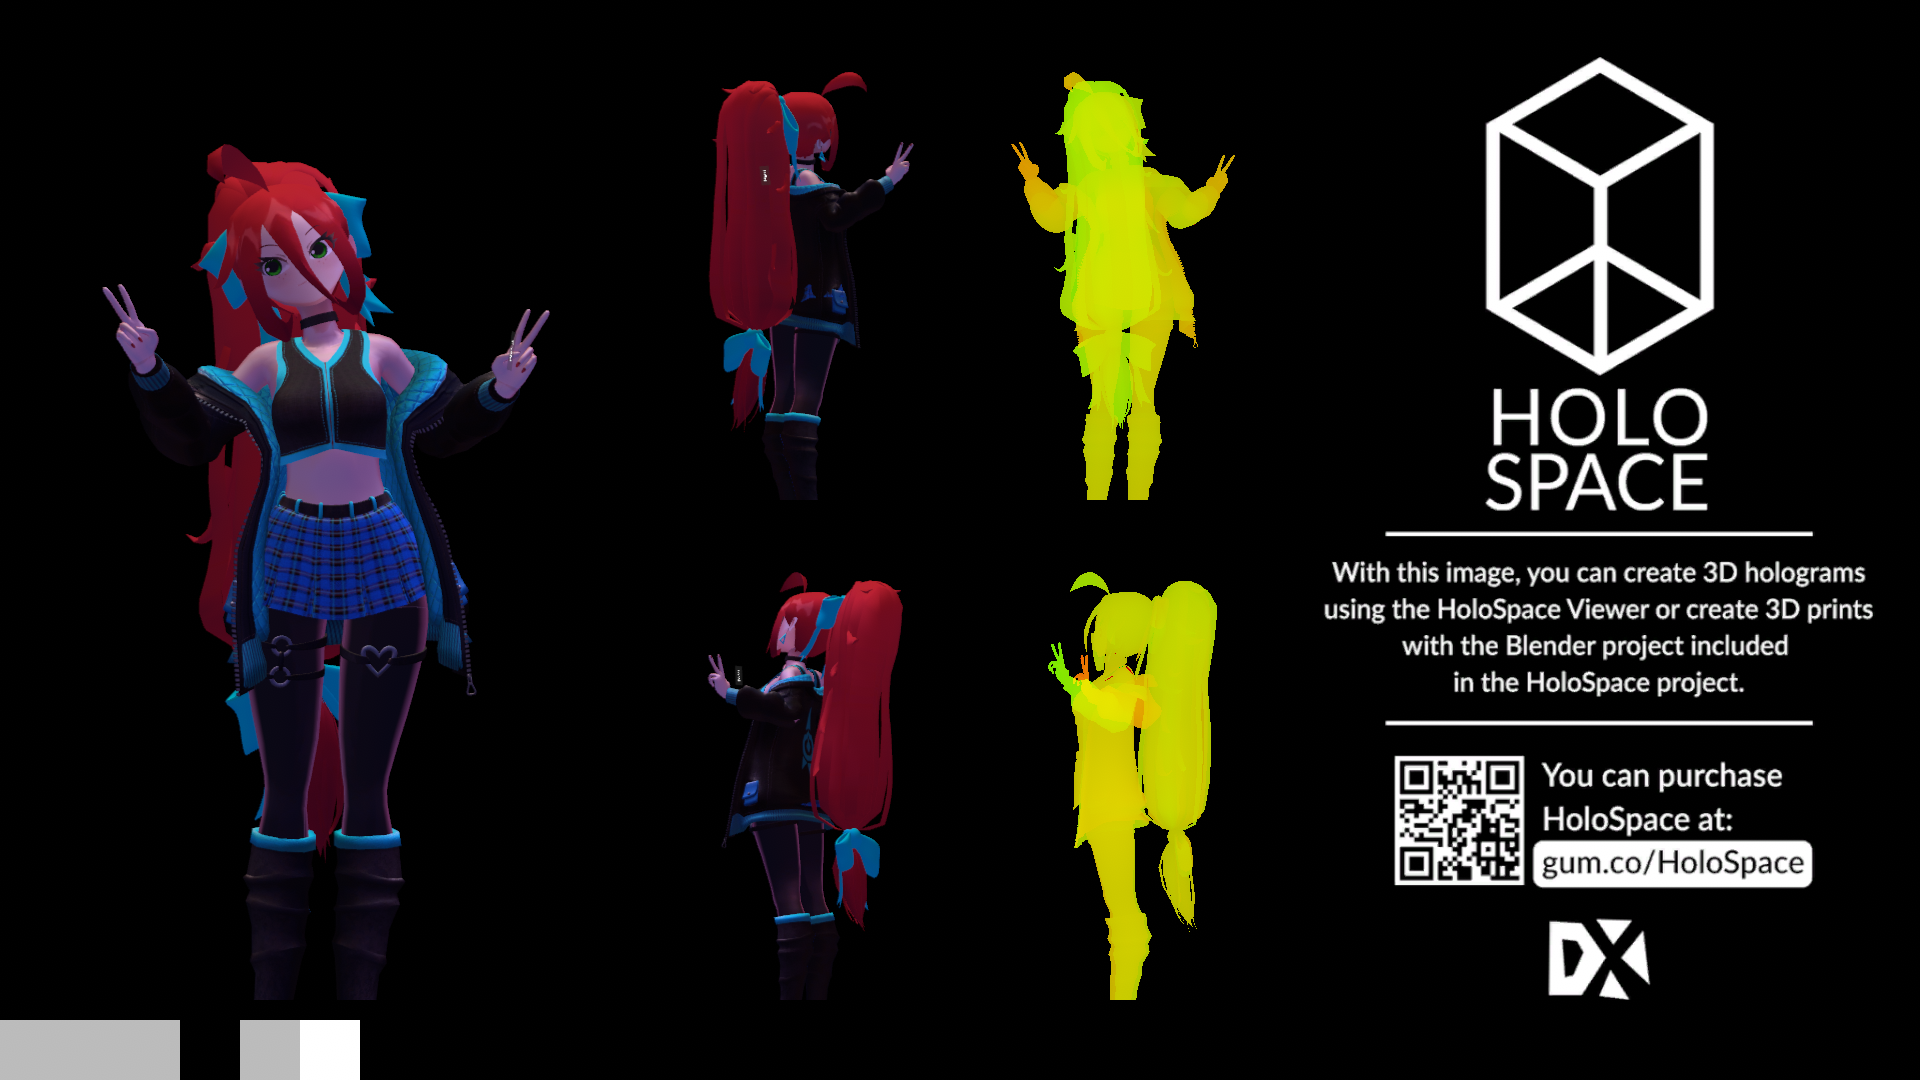 HOLO
SPACE
With this image, you can create 3D holograms
using the HoloSpace Viewer or create 3D prints
with the Blender project included
in the HoloSpace project.
You can purchase
HoloSpace at:
gum.co/HoloSpace
DX